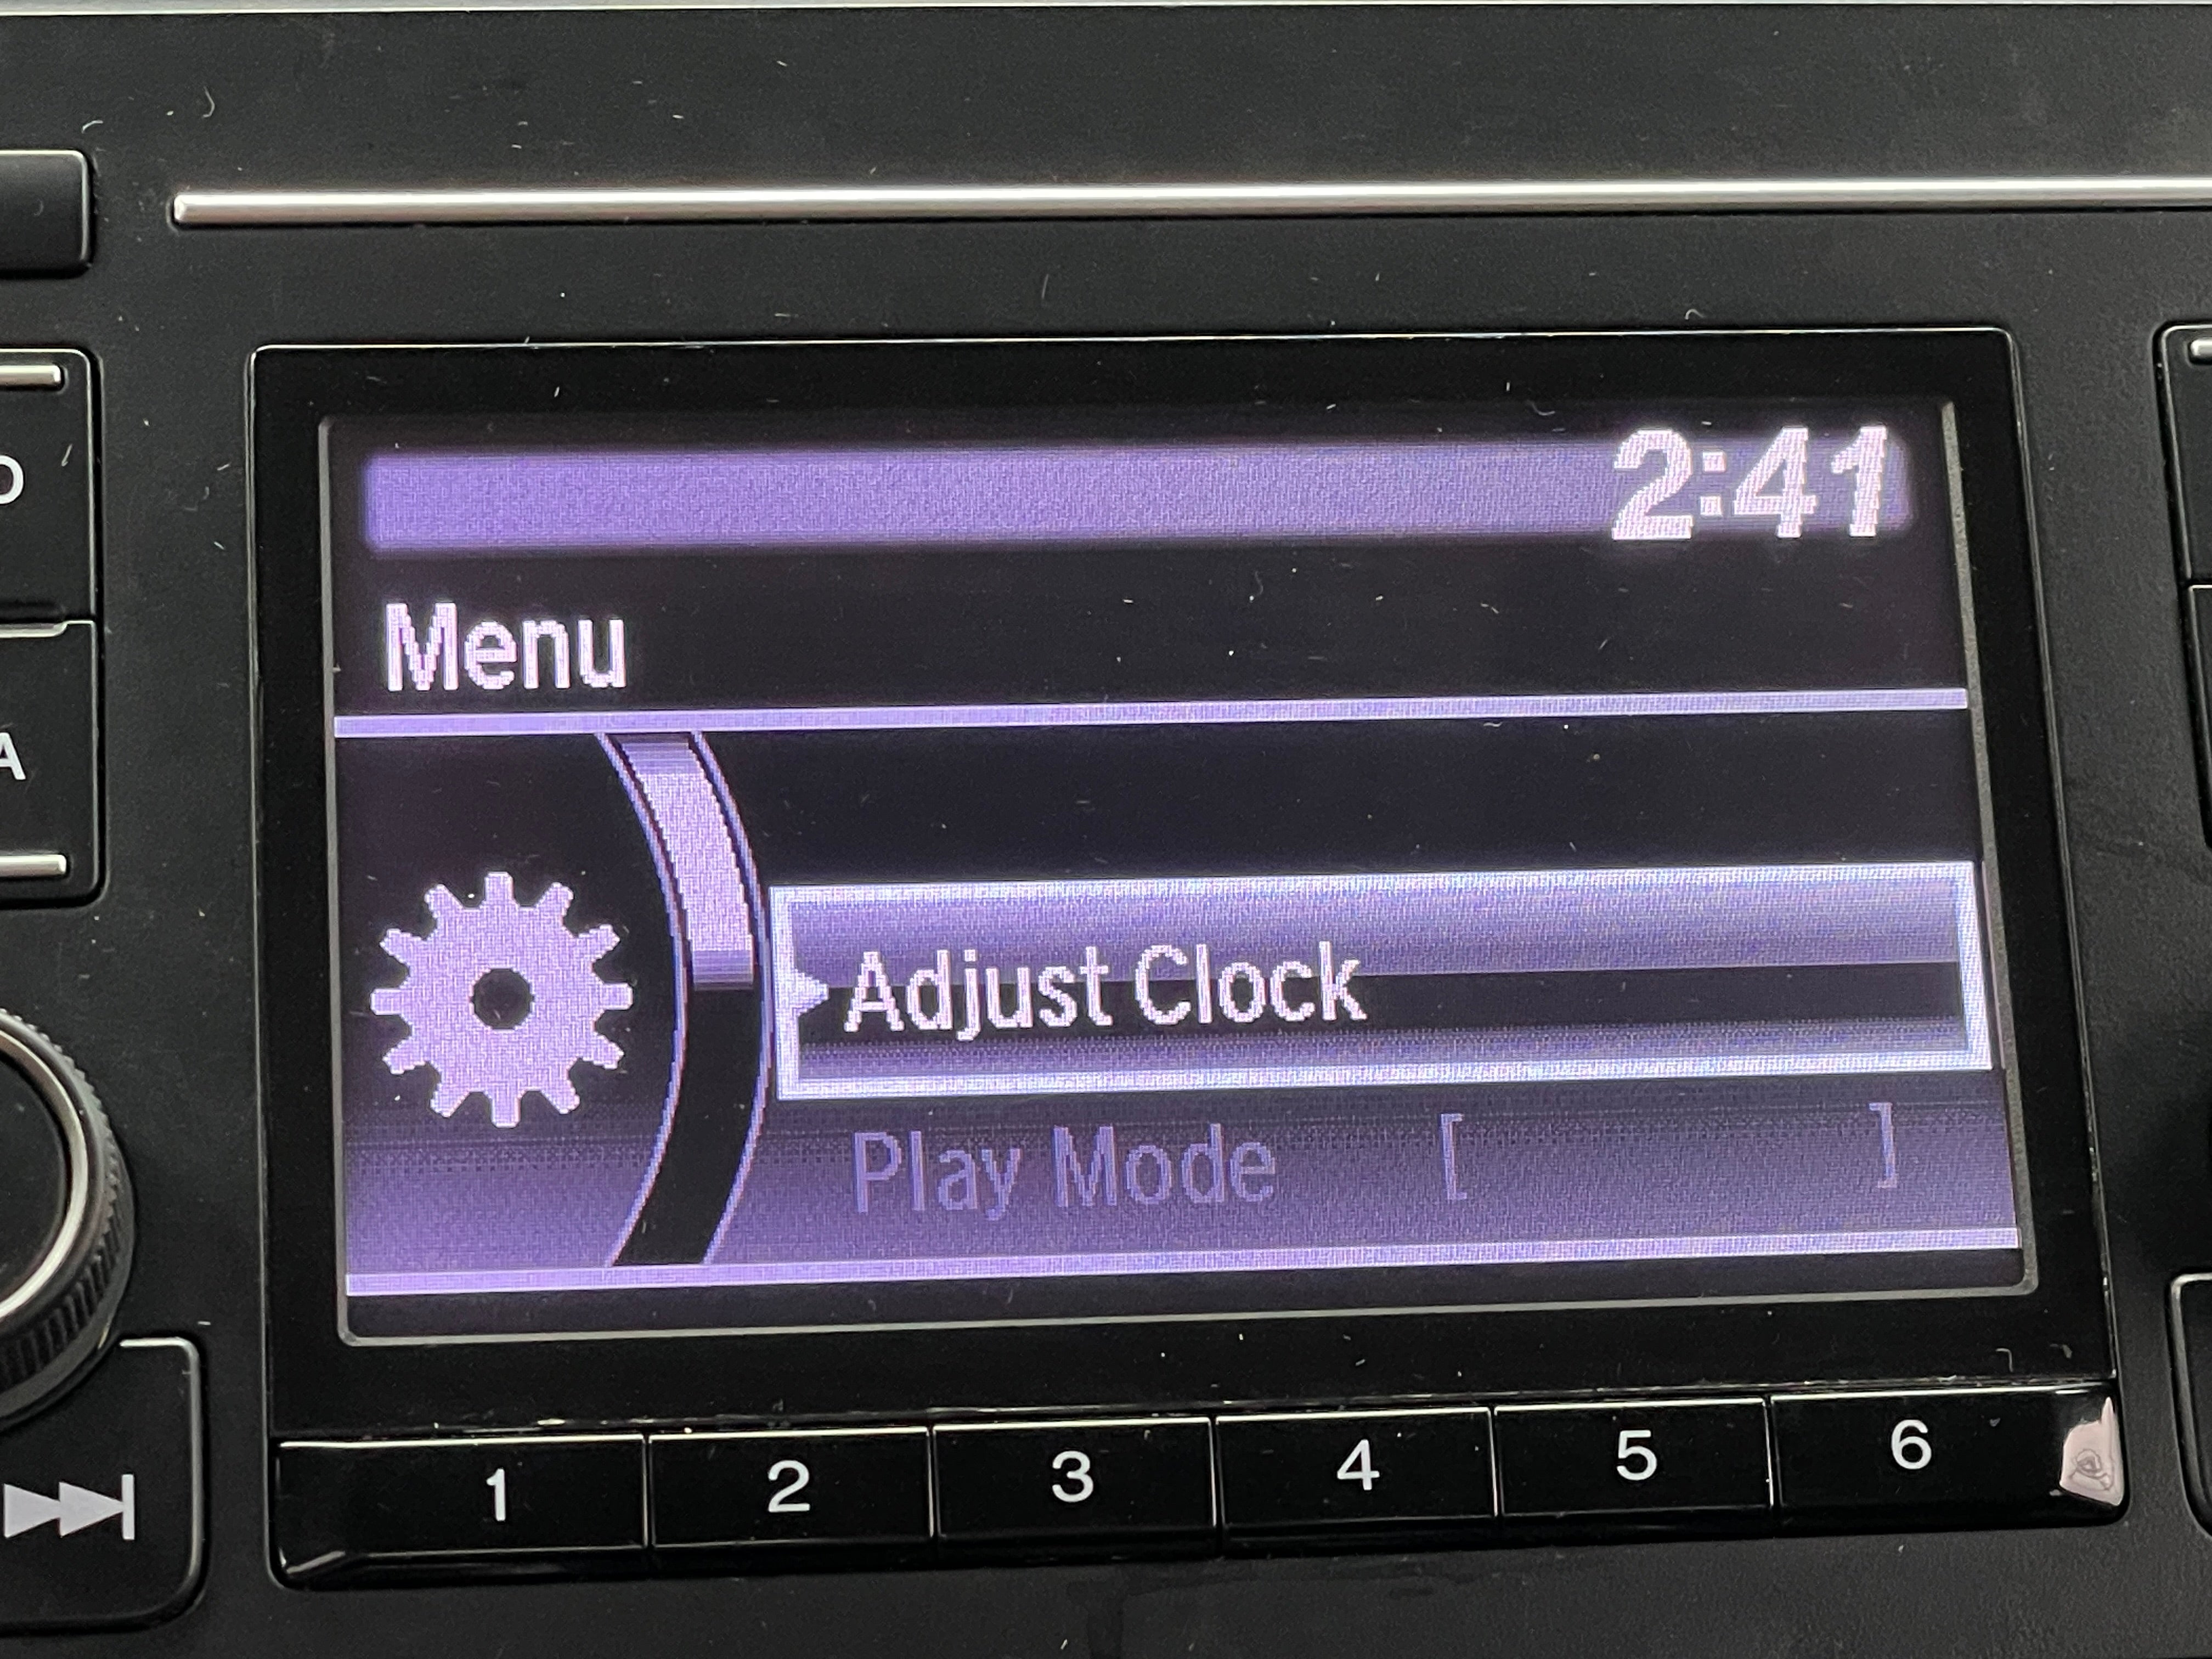 2:41
Menu
Adjust Clock
Play Mode [ ]
1 2 3 4 5 6